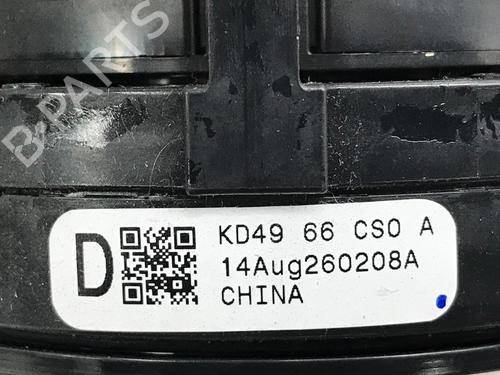 B-PARTS
D
KD49 66 CS0 A
14Aug260208A
CHINA